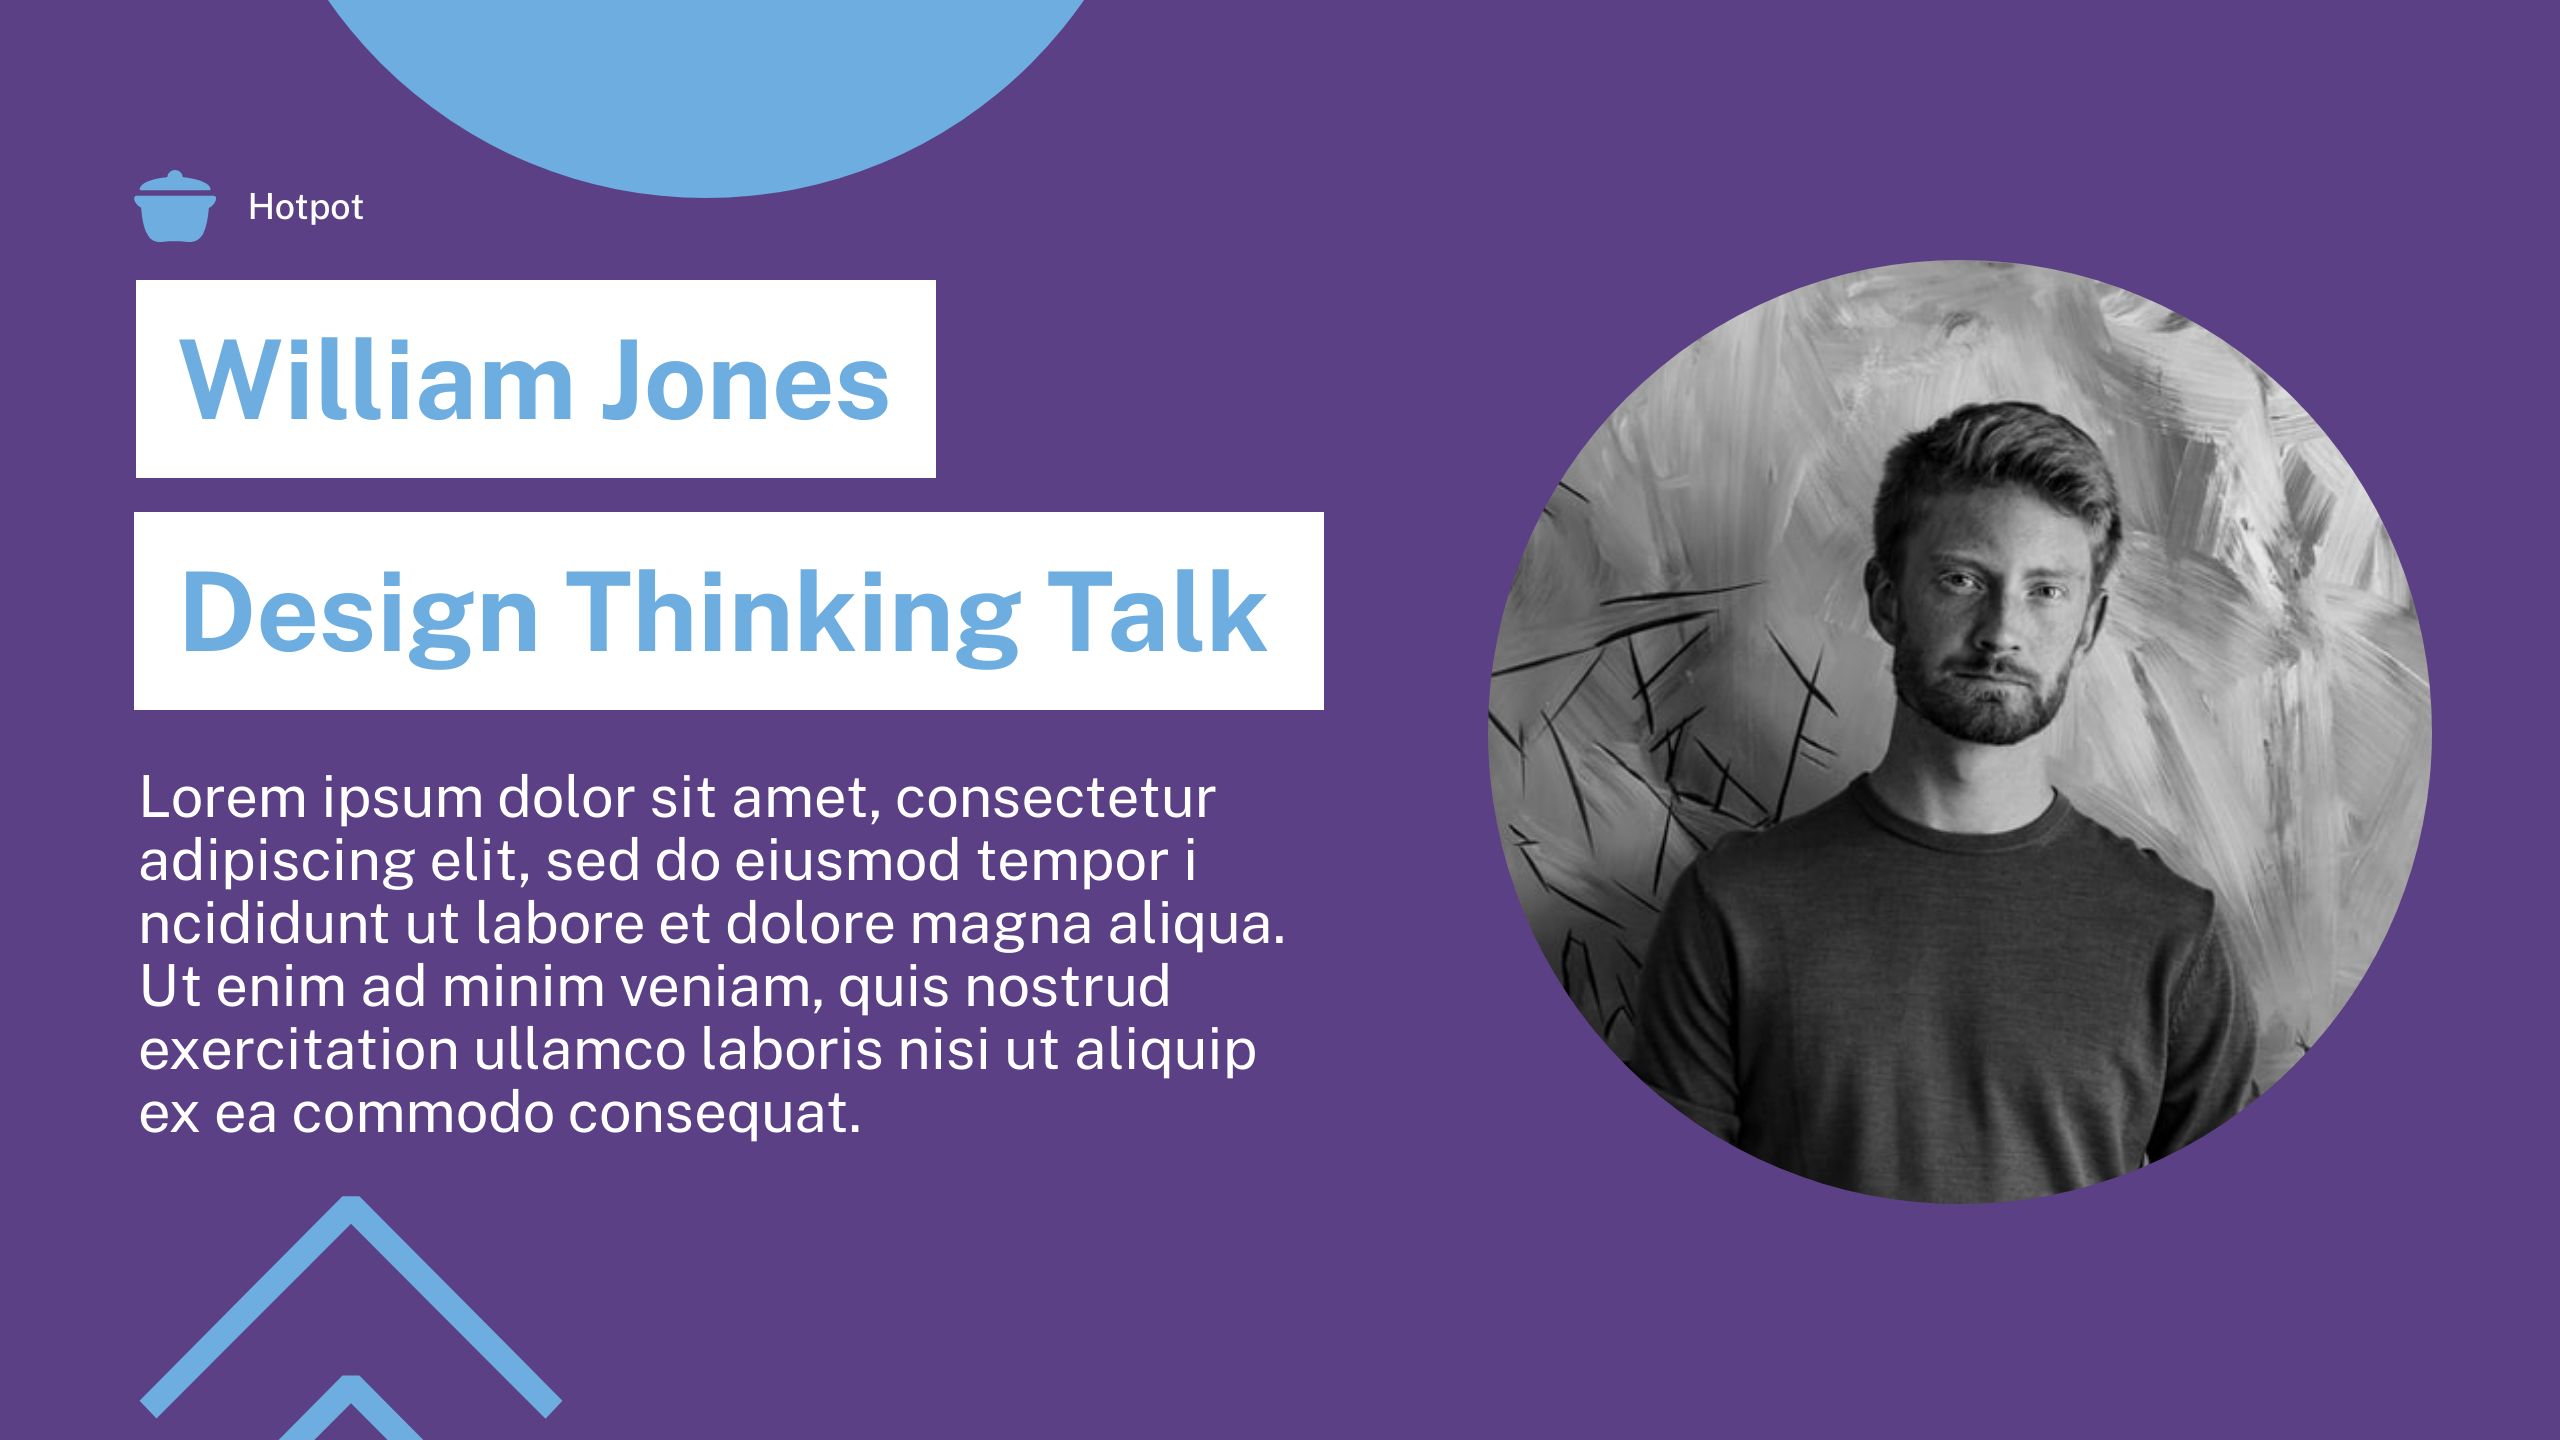 Hotpot
William Jones
Design Thinking Talk
Lorem ipsum dolor sit amet, consectetur
adipiscing elit, sed do eiusmod tempor i
ncididunt ut labore et dolore magna aliqua.
Ut enim ad minim veniam, quis nostrud
exercitation ullamco laboris nisi ut aliquip
ex ea commodo consequat.